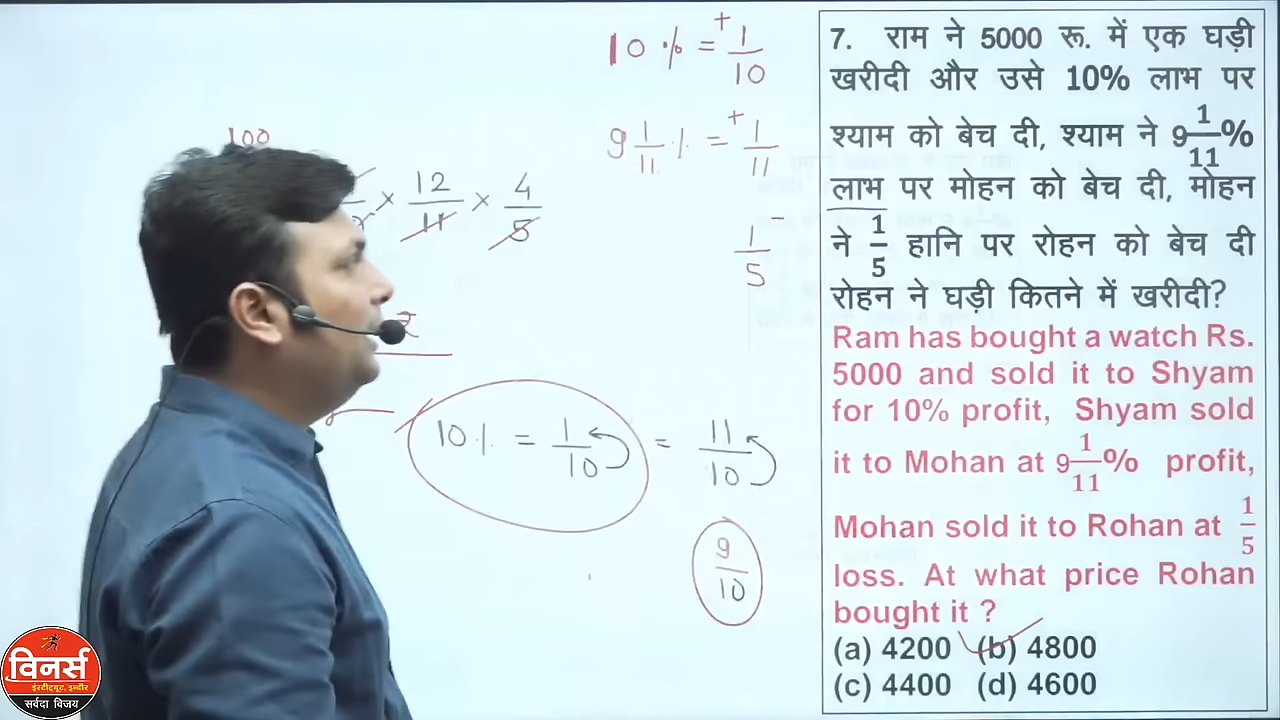 10 % = + 1/10
9 1/11 % = + 1/11
1/5 -
100
× 12/11 × 4/5
10 % = 1/10 = 11/10
9/10
7. राम ने 5000 रू. में एक घड़ी
खरीदी और उसे 10% लाभ पर
श्याम को बेच दी, श्याम ने 9 1/11 %
लाभ पर मोहन को बेच दी, मोहन
ने 1/5 हानि पर रोहन को बेच दी
रोहन ने घड़ी कितने में खरीदी?
Ram has bought a watch Rs.
5000 and sold it to Shyam
for 10% profit, Shyam sold
it to Mohan at 9 1/11 % profit,
Mohan sold it to Rohan at 1/5
loss. At what price Rohan
bought it ?
(a) 4200 (b) 4800
(c) 4400 (d) 4600
विनर्स
इंस्टीट्यूट, इन्दौर
सर्वदा विजय